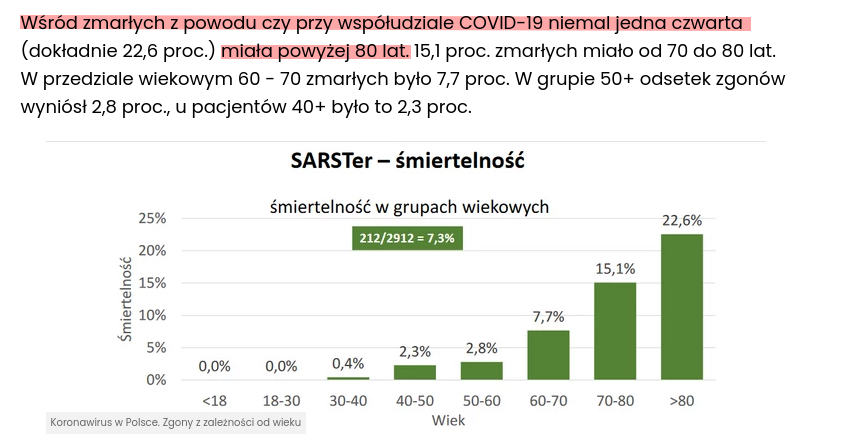 Wśród zmarłych z powodu czy przy współudziale COVID-19 niemal jedna czwarta
(dokładnie 22,6 proc.) miała powyżej 80 lat. 15,1 proc. zmarłych miało od 70 do 80 lat.
W przedziale wiekowym 60 - 70 zmarłych było 7,7 proc. W grupie 50+ odsetek zgonów
wyniósł 2,8 proc., u pacjentów 40+ było to 2,3 proc.
SARSTer – śmiertelność
śmiertelność w grupach wiekowych
212/2912 = 7,3%
Śmiertelność
25%
20%
15%
10%
5%
0%
0,0%
0,0%
0,4%
2,3%
2,8%
7,7%
15,1%
22,6%
<18
18-30
30-40
40-50
50-60
60-70
70-80
>80
Wiek
Koronawirus w Polsce. Zgony z zależności od wieku